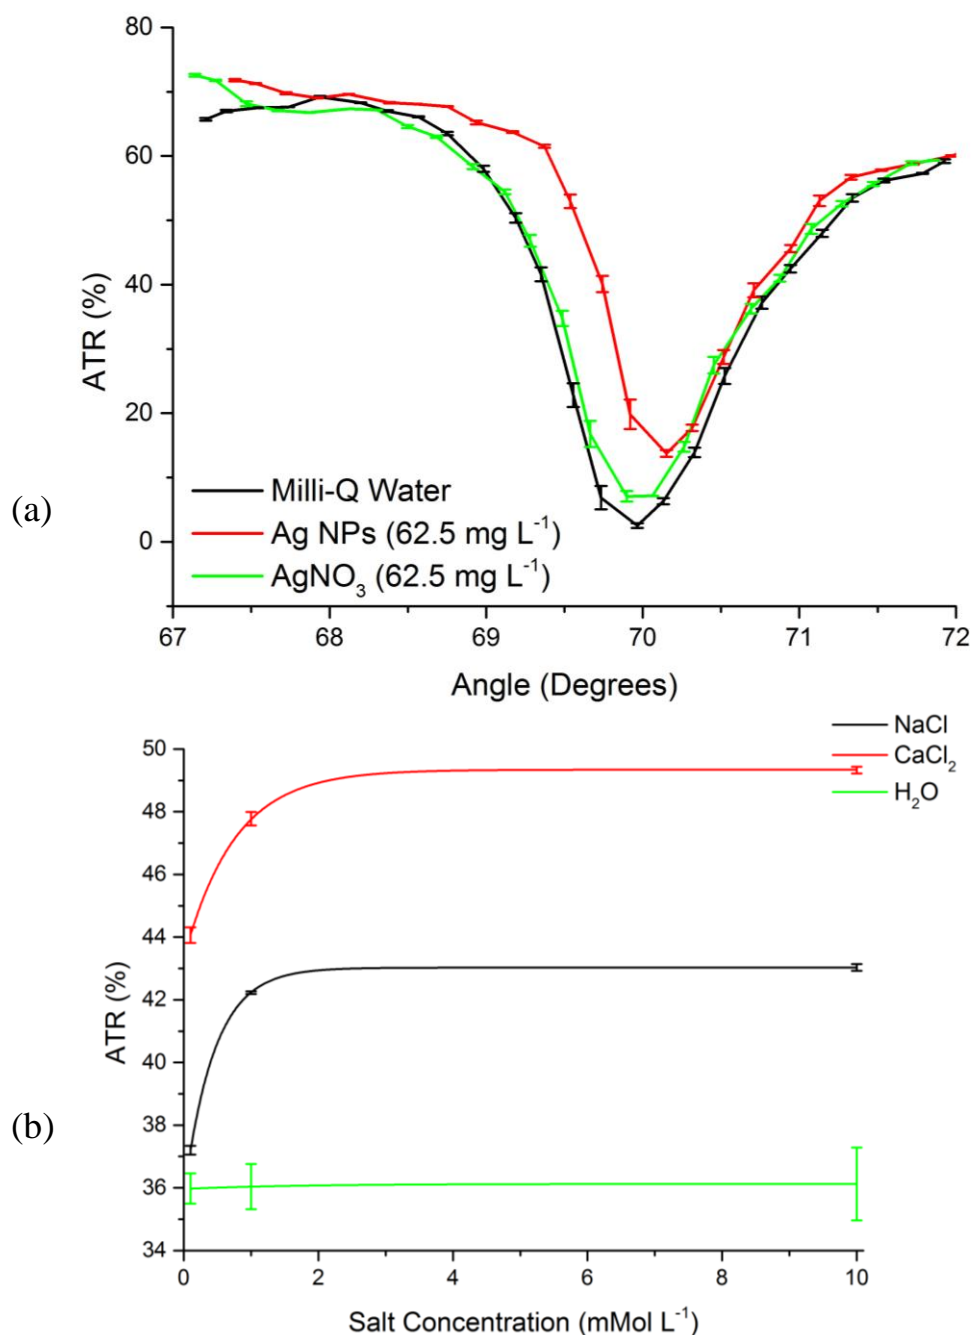 80
60
ATR (%)
40
20
(a)
Milli-Q Water
Ag NPs (62.5 mg L⁻¹)
0
AgNO₃ (62.5 mg L⁻¹)
67 68 69 70 71 72
Angle (Degrees)
NaCl
CaCl₂
H₂O
50
48
46
44
ATR (%)
42
40
38
(b)
36
34
0 2 4 6 8 10
Salt Concentration (mMol L⁻¹)